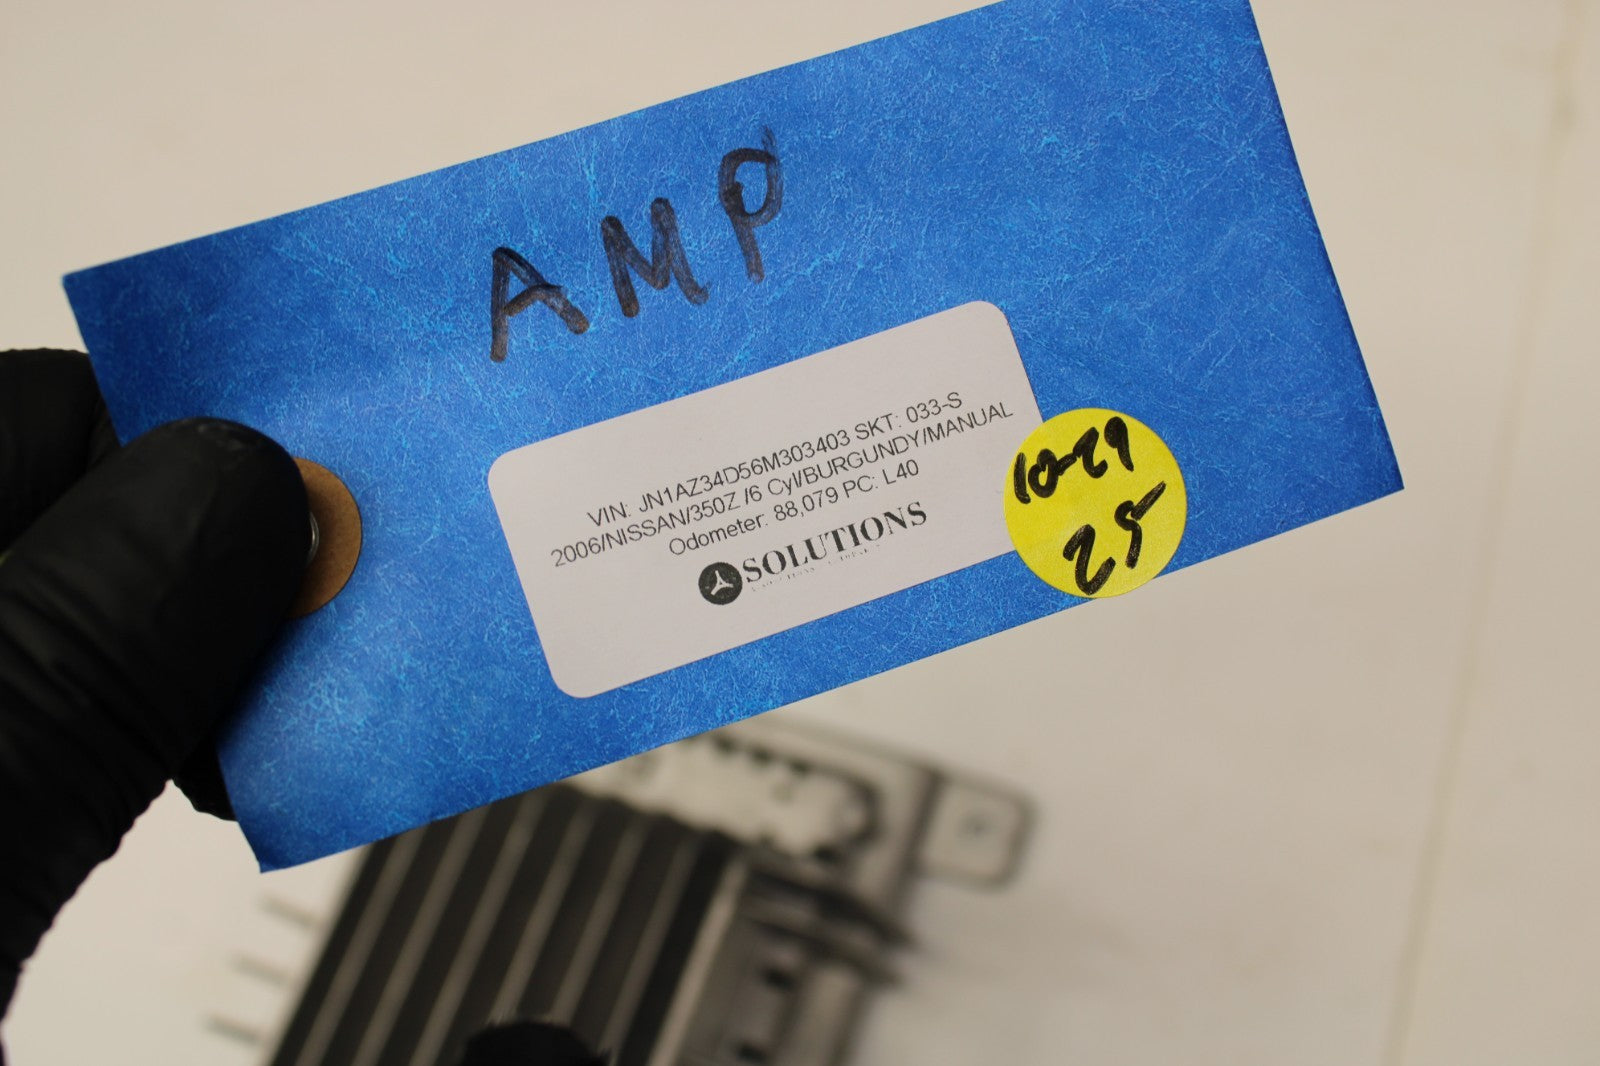 AMP
VIN: JN1AZ34D56M303403 SKT: 033-S
2006/NISSAN/350Z /6 Cyl/BURGUNDY/MANUAL
Odometer: 88,079 PC: L40
SOLUTIONS
10-29
25